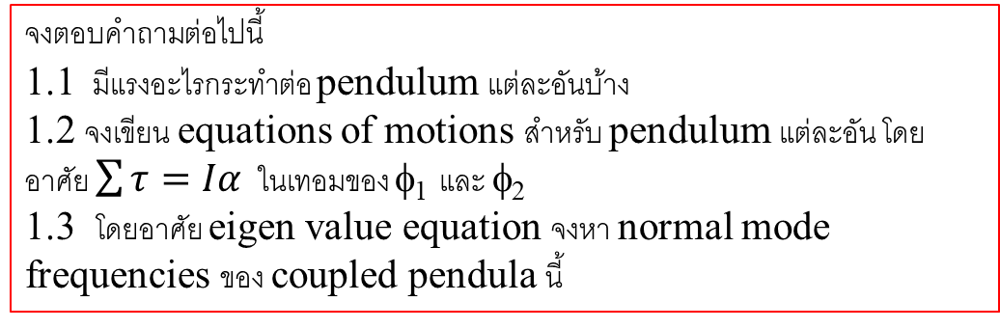 จงตอบคำถามต่อไปนี้
1.1 มีแรงอะไรกระทำต่อ pendulum แต่ละอันบ้าง
1.2 จงเขียน equations of motions สำหรับ pendulum แต่ละอัน โดย
อาศัย ∑ τ = Iα ในเทอมของ ϕ₁ และ ϕ₂
1.3 โดยอาศัย eigen value equation จงหา normal mode
frequencies ของ coupled pendula นี้